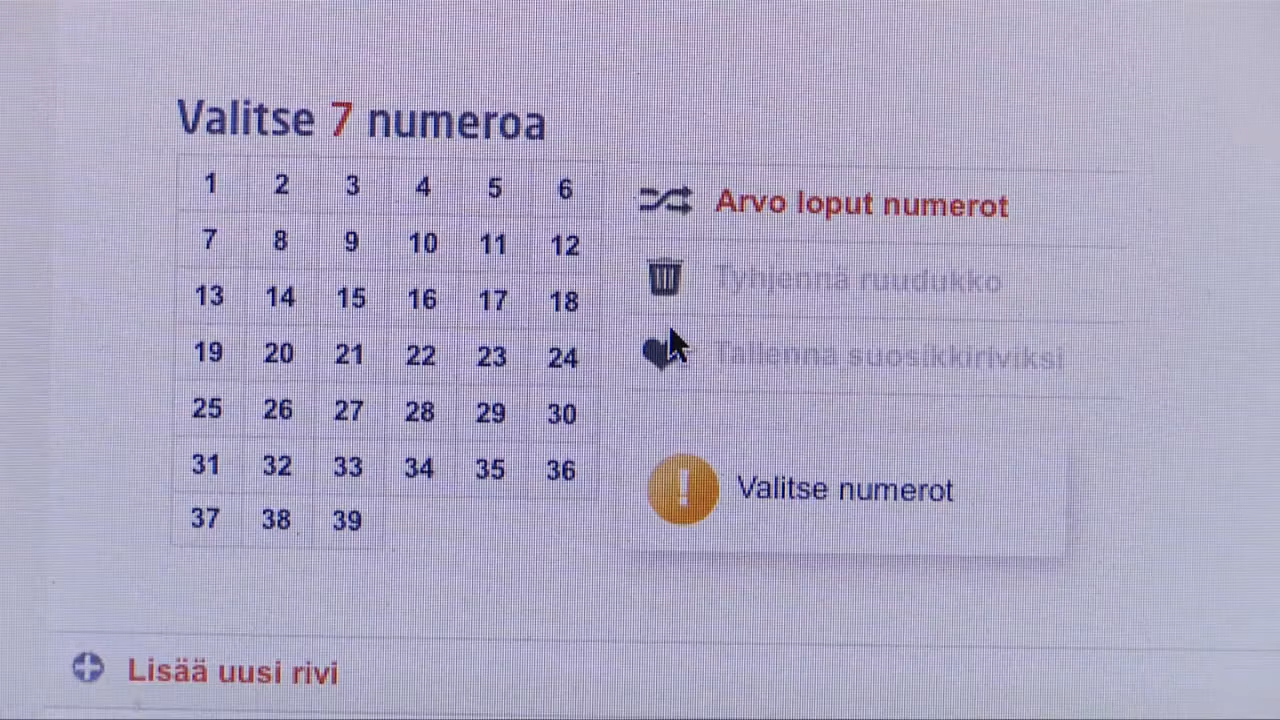 Valitse 7 numeroa
1 2 3 4 5 6
7 8 9 10 11 12
13 14 15 16 17 18
19 20 21 22 23 24
25 26 27 28 29 30
31 32 33 34 35 36
37 38 39
Arvo loput numerot
Tyhjennä ruudukko
Tallenna suosikkiriviksi
! Valitse numerot
Lisää uusi rivi